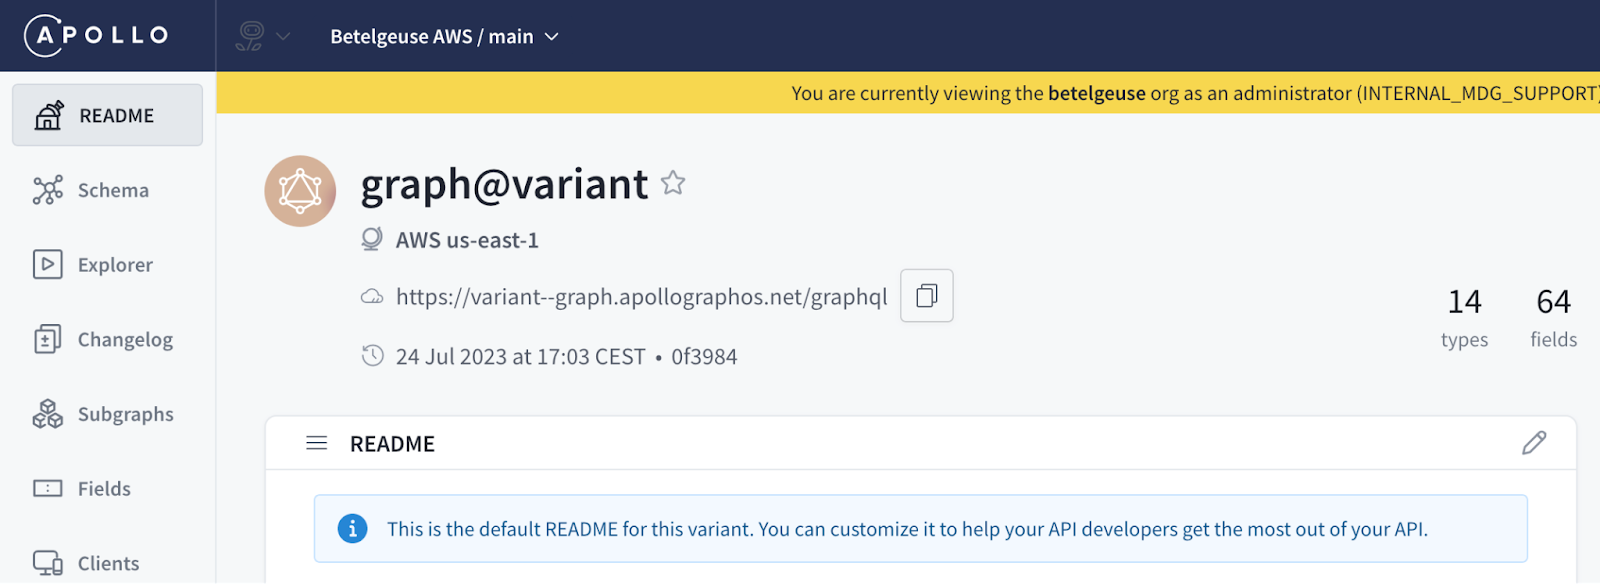 APOLLO
Betelgeuse AWS / main
You are currently viewing the betelgeuse org as an administrator (INTERNAL_MDG_SUPPORT)
README
Schema
Explorer
Changelog
Subgraphs
Fields
Clients
graph@variant
AWS us-east-1
https://variant--graph.apollographos.net/graphql
24 Jul 2023 at 17:03 CEST • 0f3984
14 types
64 fields
README
This is the default README for this variant. You can customize it to help your API developers get the most out of your API.